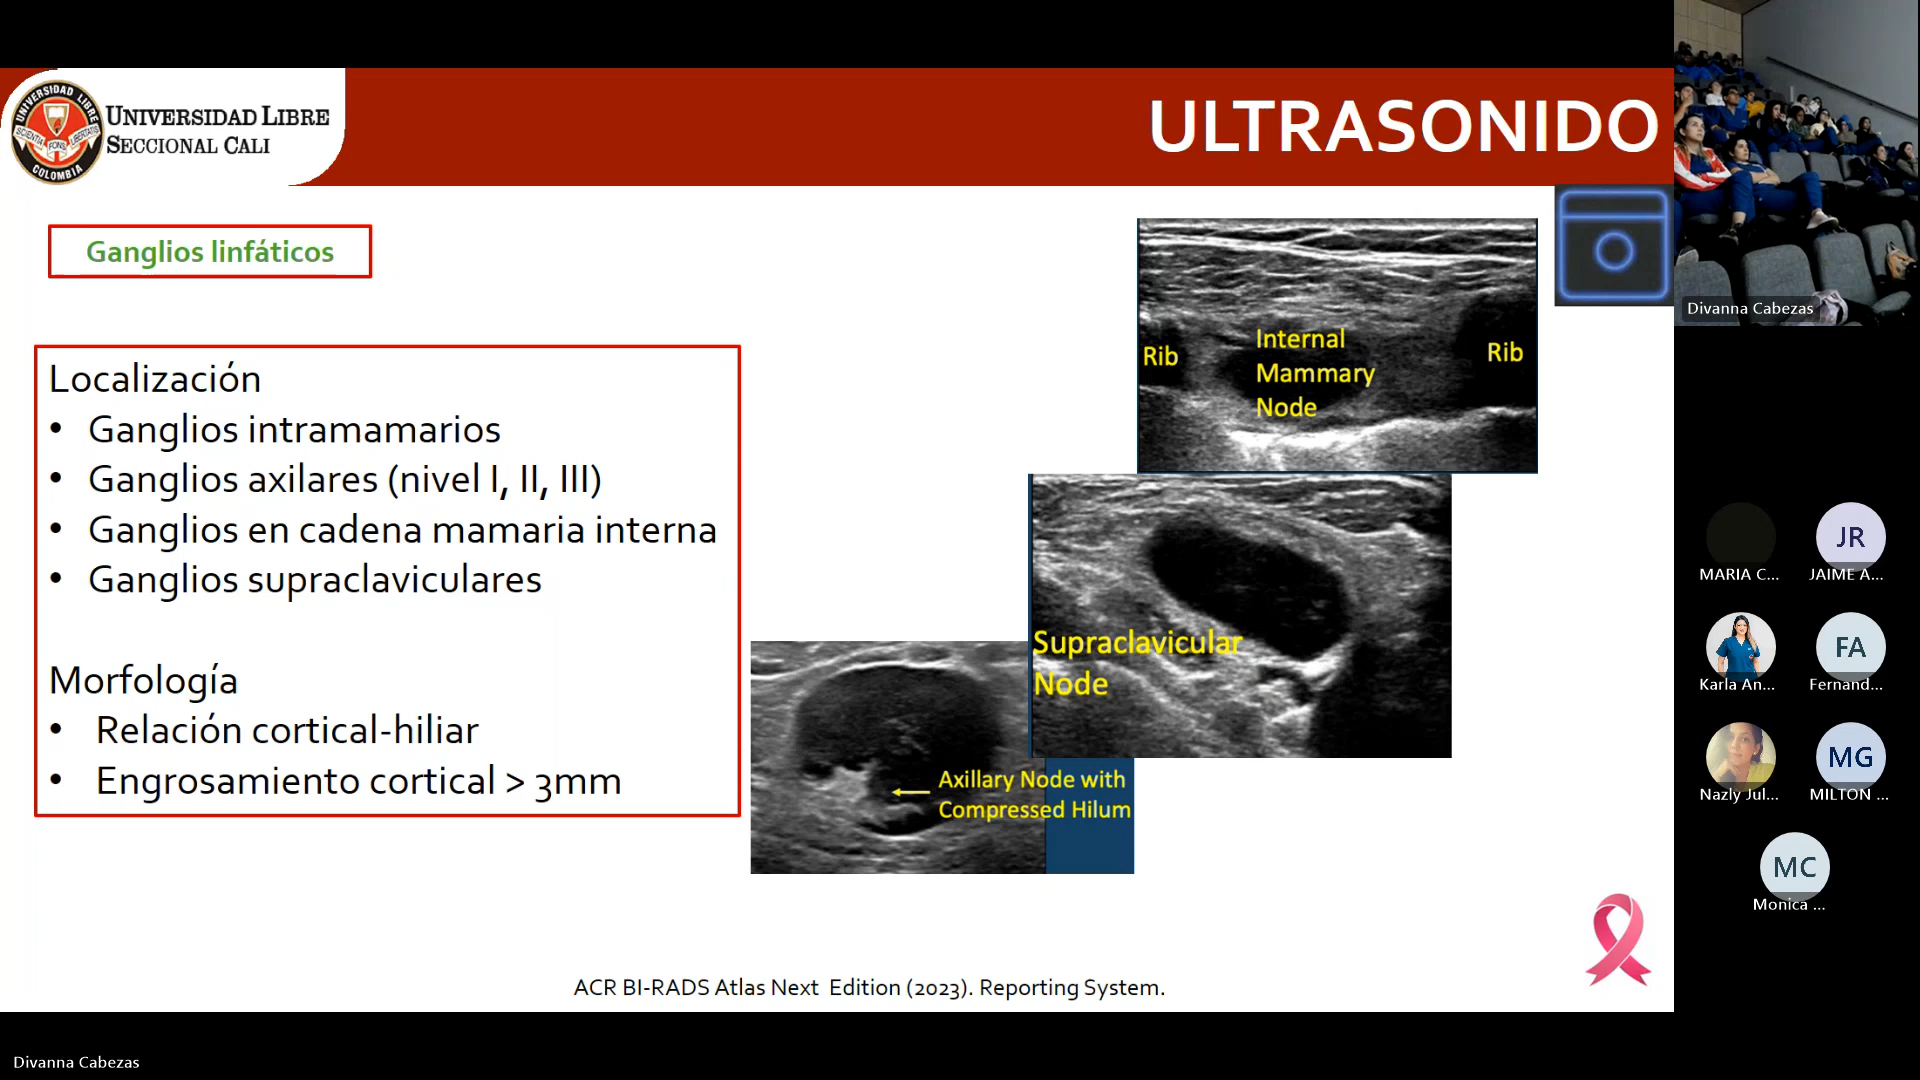 UNIVERSIDAD LIBRE
COLOMBIA
UNIVERSIDAD LIBRE
SECCIONAL CALI
ULTRASONIDO
Ganglios linfáticos
Localización
• Ganglios intramamarios
• Ganglios axilares (nivel I, II, III)
• Ganglios en cadena mamaria interna
• Ganglios supraclaviculares
Morfología
• Relación cortical-hiliar
• Engrosamiento cortical > 3mm
Rib
Internal
Mammary
Node
Rib
Supraclavicular
Node
Axillary Node with
Compressed Hilum
ACR BI-RADS Atlas Next Edition (2023). Reporting System.
Divanna Cabezas
MARIA C...
JR
JAIME A...
Karla An...
FA
Fernand...
Nazly Jul...
MG
MILTON ...
MC
Monica ...
Divanna Cabezas